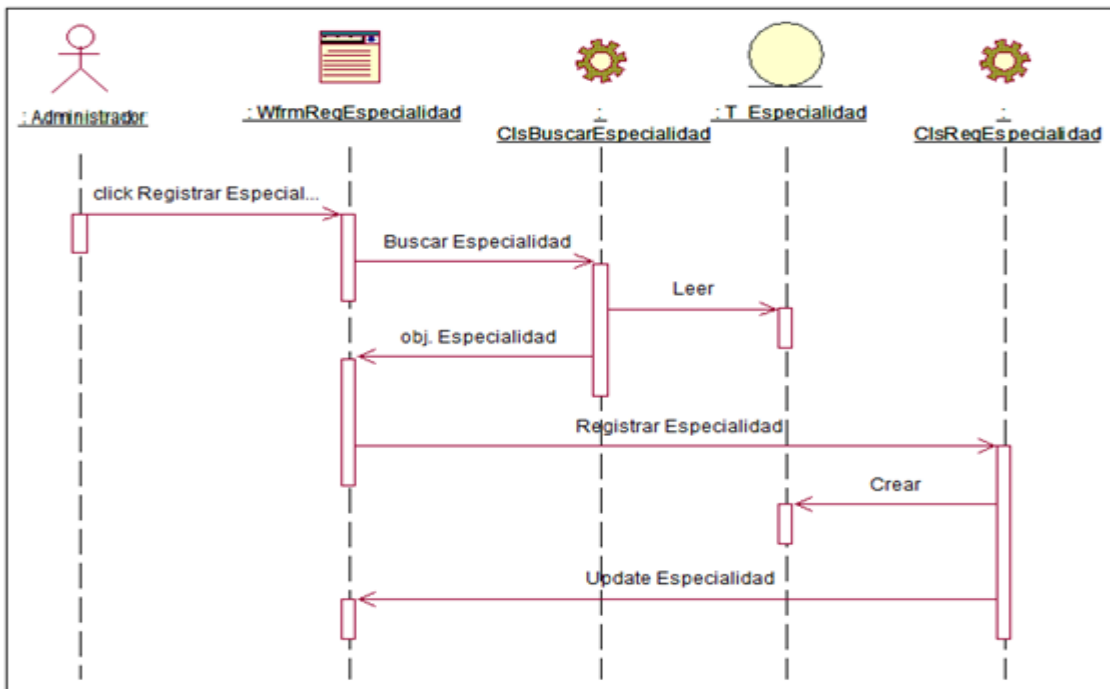 : Administrador
: WfrmRegEspecialidad
:
ClsBuscarEspecialidad
: T_Especialidad
:
ClsRegEspecialidad
click Registrar Especial...
Buscar Especialidad
Leer
obj. Especialidad
Registrar Especialidad
Crear
Update Especialidad